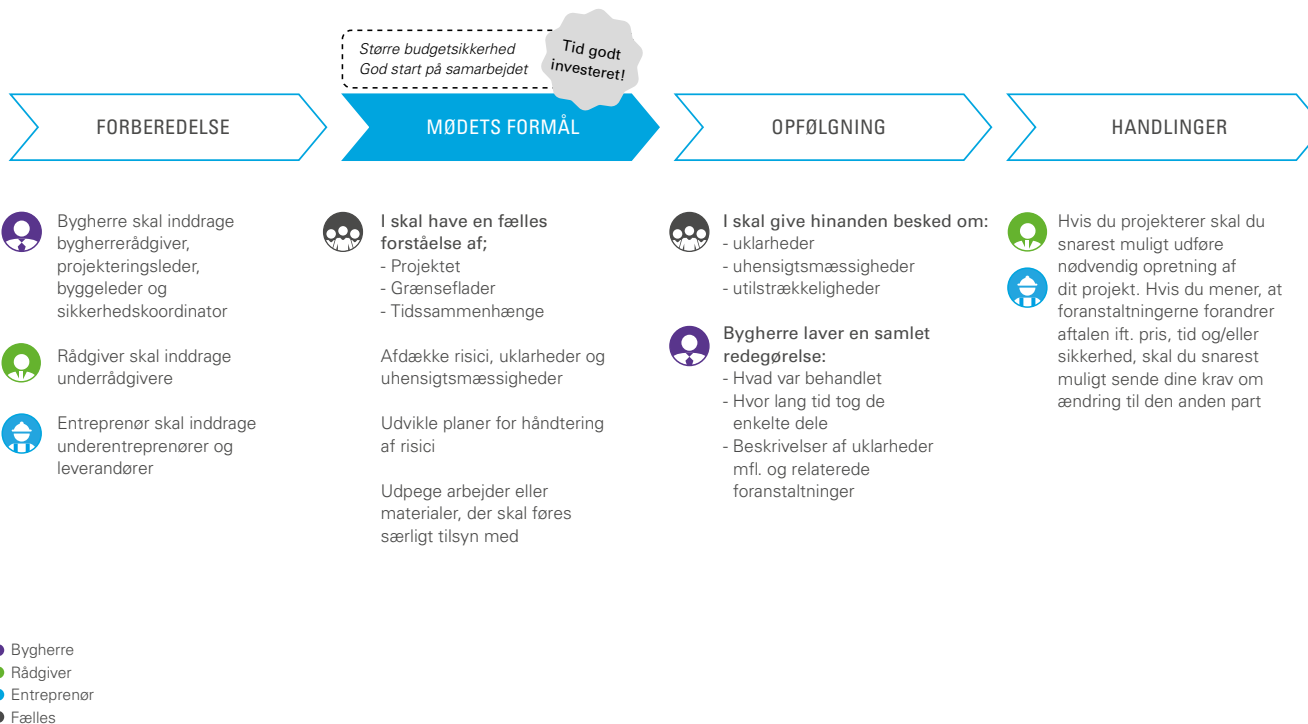 Større budgetsikkerhed
God start på samarbejdet
Tid godt
investeret!
FORBEREDELSE
MØDETS FORMÅL
OPFØLGNING
HANDLINGER
Bygherre skal inddrage
bygherrerådgiver,
projekteringsleder,
byggeleder og
sikkerhedskoordinator
Rådgiver skal inddrage
underrådgivere
Entreprenør skal inddrage
underentreprenører og
leverandører
I skal have en fælles
forståelse af;
- Projektet
- Grænseflader
- Tidssammenhænge
Afdække risici, uklarheder og
uhensigtsmæssigheder
Udvikle planer for håndtering
af risici
Udpege arbejder eller
materialer, der skal føres
særligt tilsyn med
I skal give hinanden besked om:
- uklarheder
- uhensigtsmæssigheder
- utilstrækkeligheder
Bygherre laver en samlet
redegørelse:
- Hvad var behandlet
- Hvor lang tid tog de
enkelte dele
- Beskrivelser af uklarheder
mfl. og relaterede
foranstaltninger
Hvis du projekterer skal du
snarest muligt udføre
nødvendig opretning af
dit projekt. Hvis du mener, at
foranstaltningerne forandrer
aftalen ift. pris, tid og/eller
sikkerhed, skal du snarest
muligt sende dine krav om
ændring til den anden part
Bygherre
Rådgiver
Entreprenør
Fælles